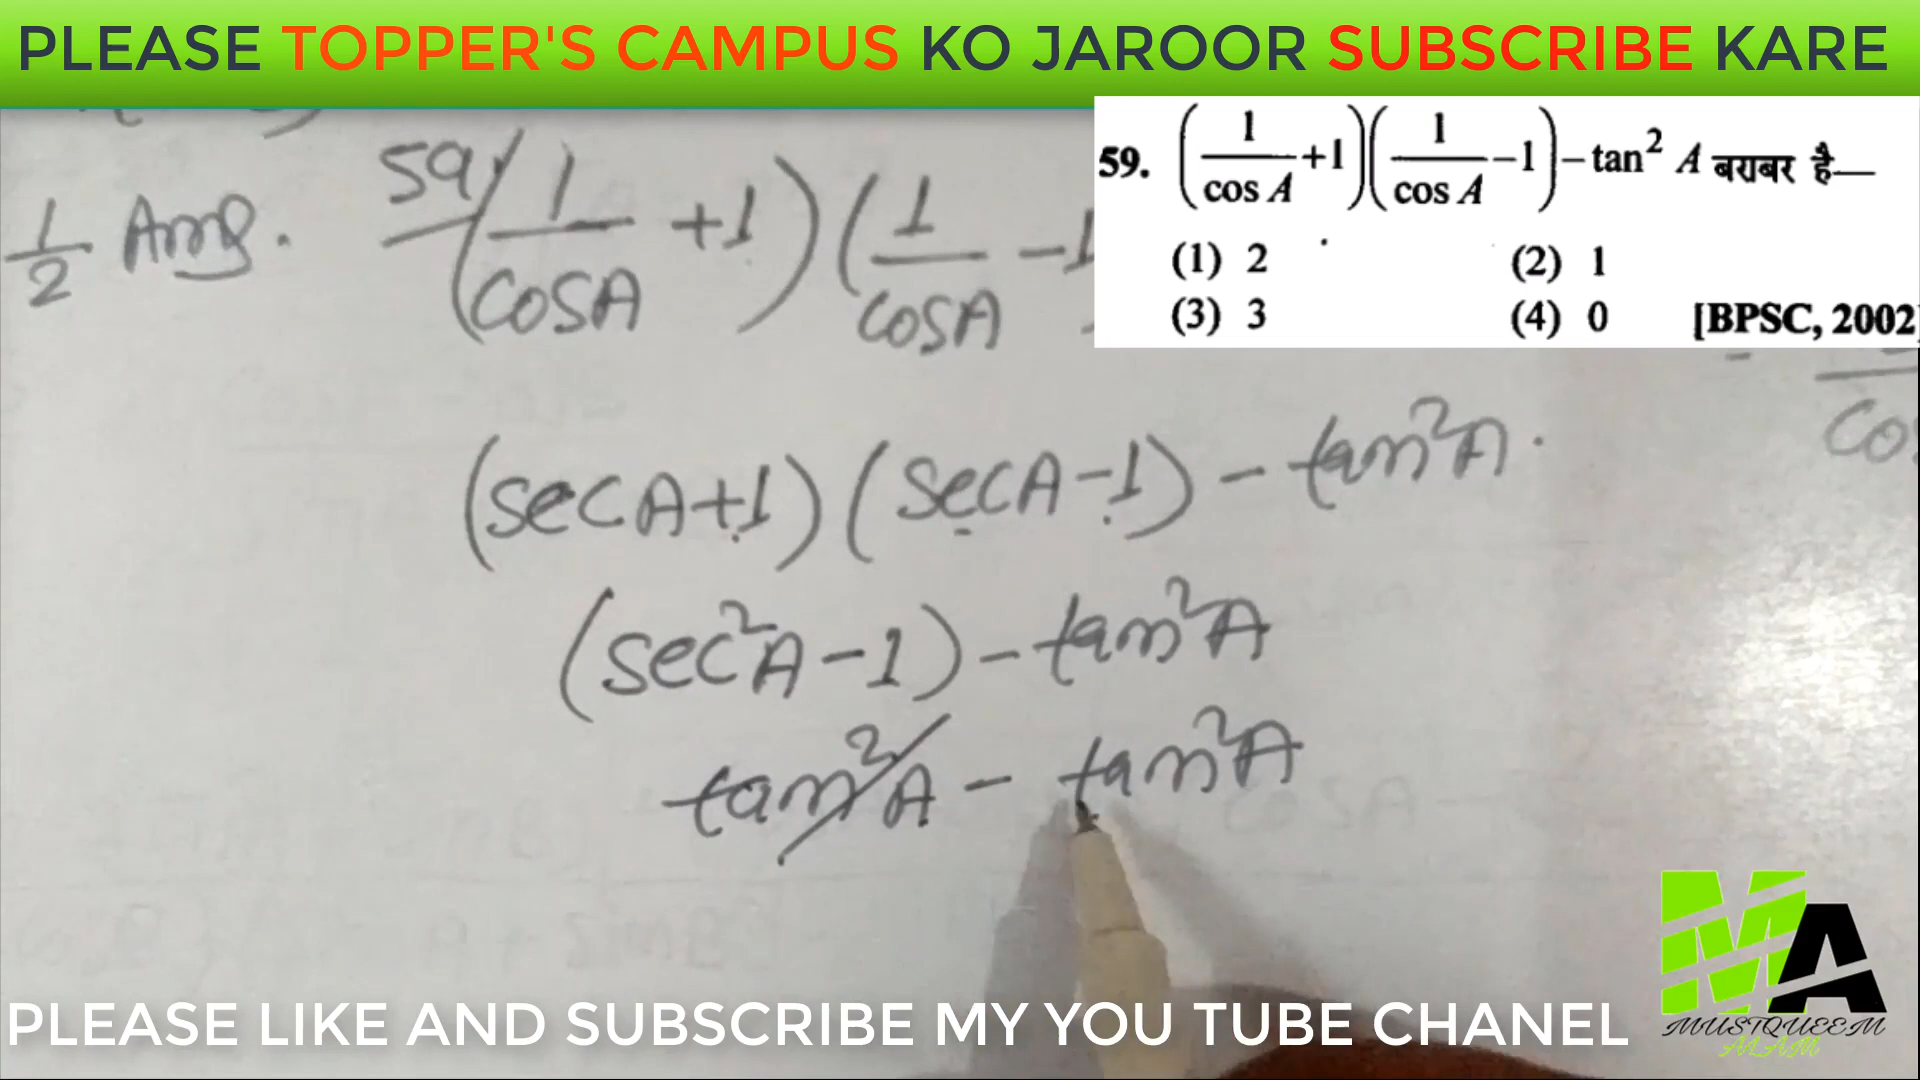 PLEASE TOPPER'S CAMPUS KO JAROOR SUBSCRIBE KARE
59. (1/cos A +1)(1/cos A −1) − tan² A बराबर है—
(1) 2 (2) 1
(3) 3 (4) 0 [BPSC, 2002]
1/2 Ans.
59/ (1/COSA +1) (1/COSA −1
(secA+1) (secA−1) − tan²A.
(sec²A−1) − tan²A
tan²A − tan²A
MA
MUSTQUEEM
ALAM
PLEASE LIKE AND SUBSCRIBE MY YOU TUBE CHANEL